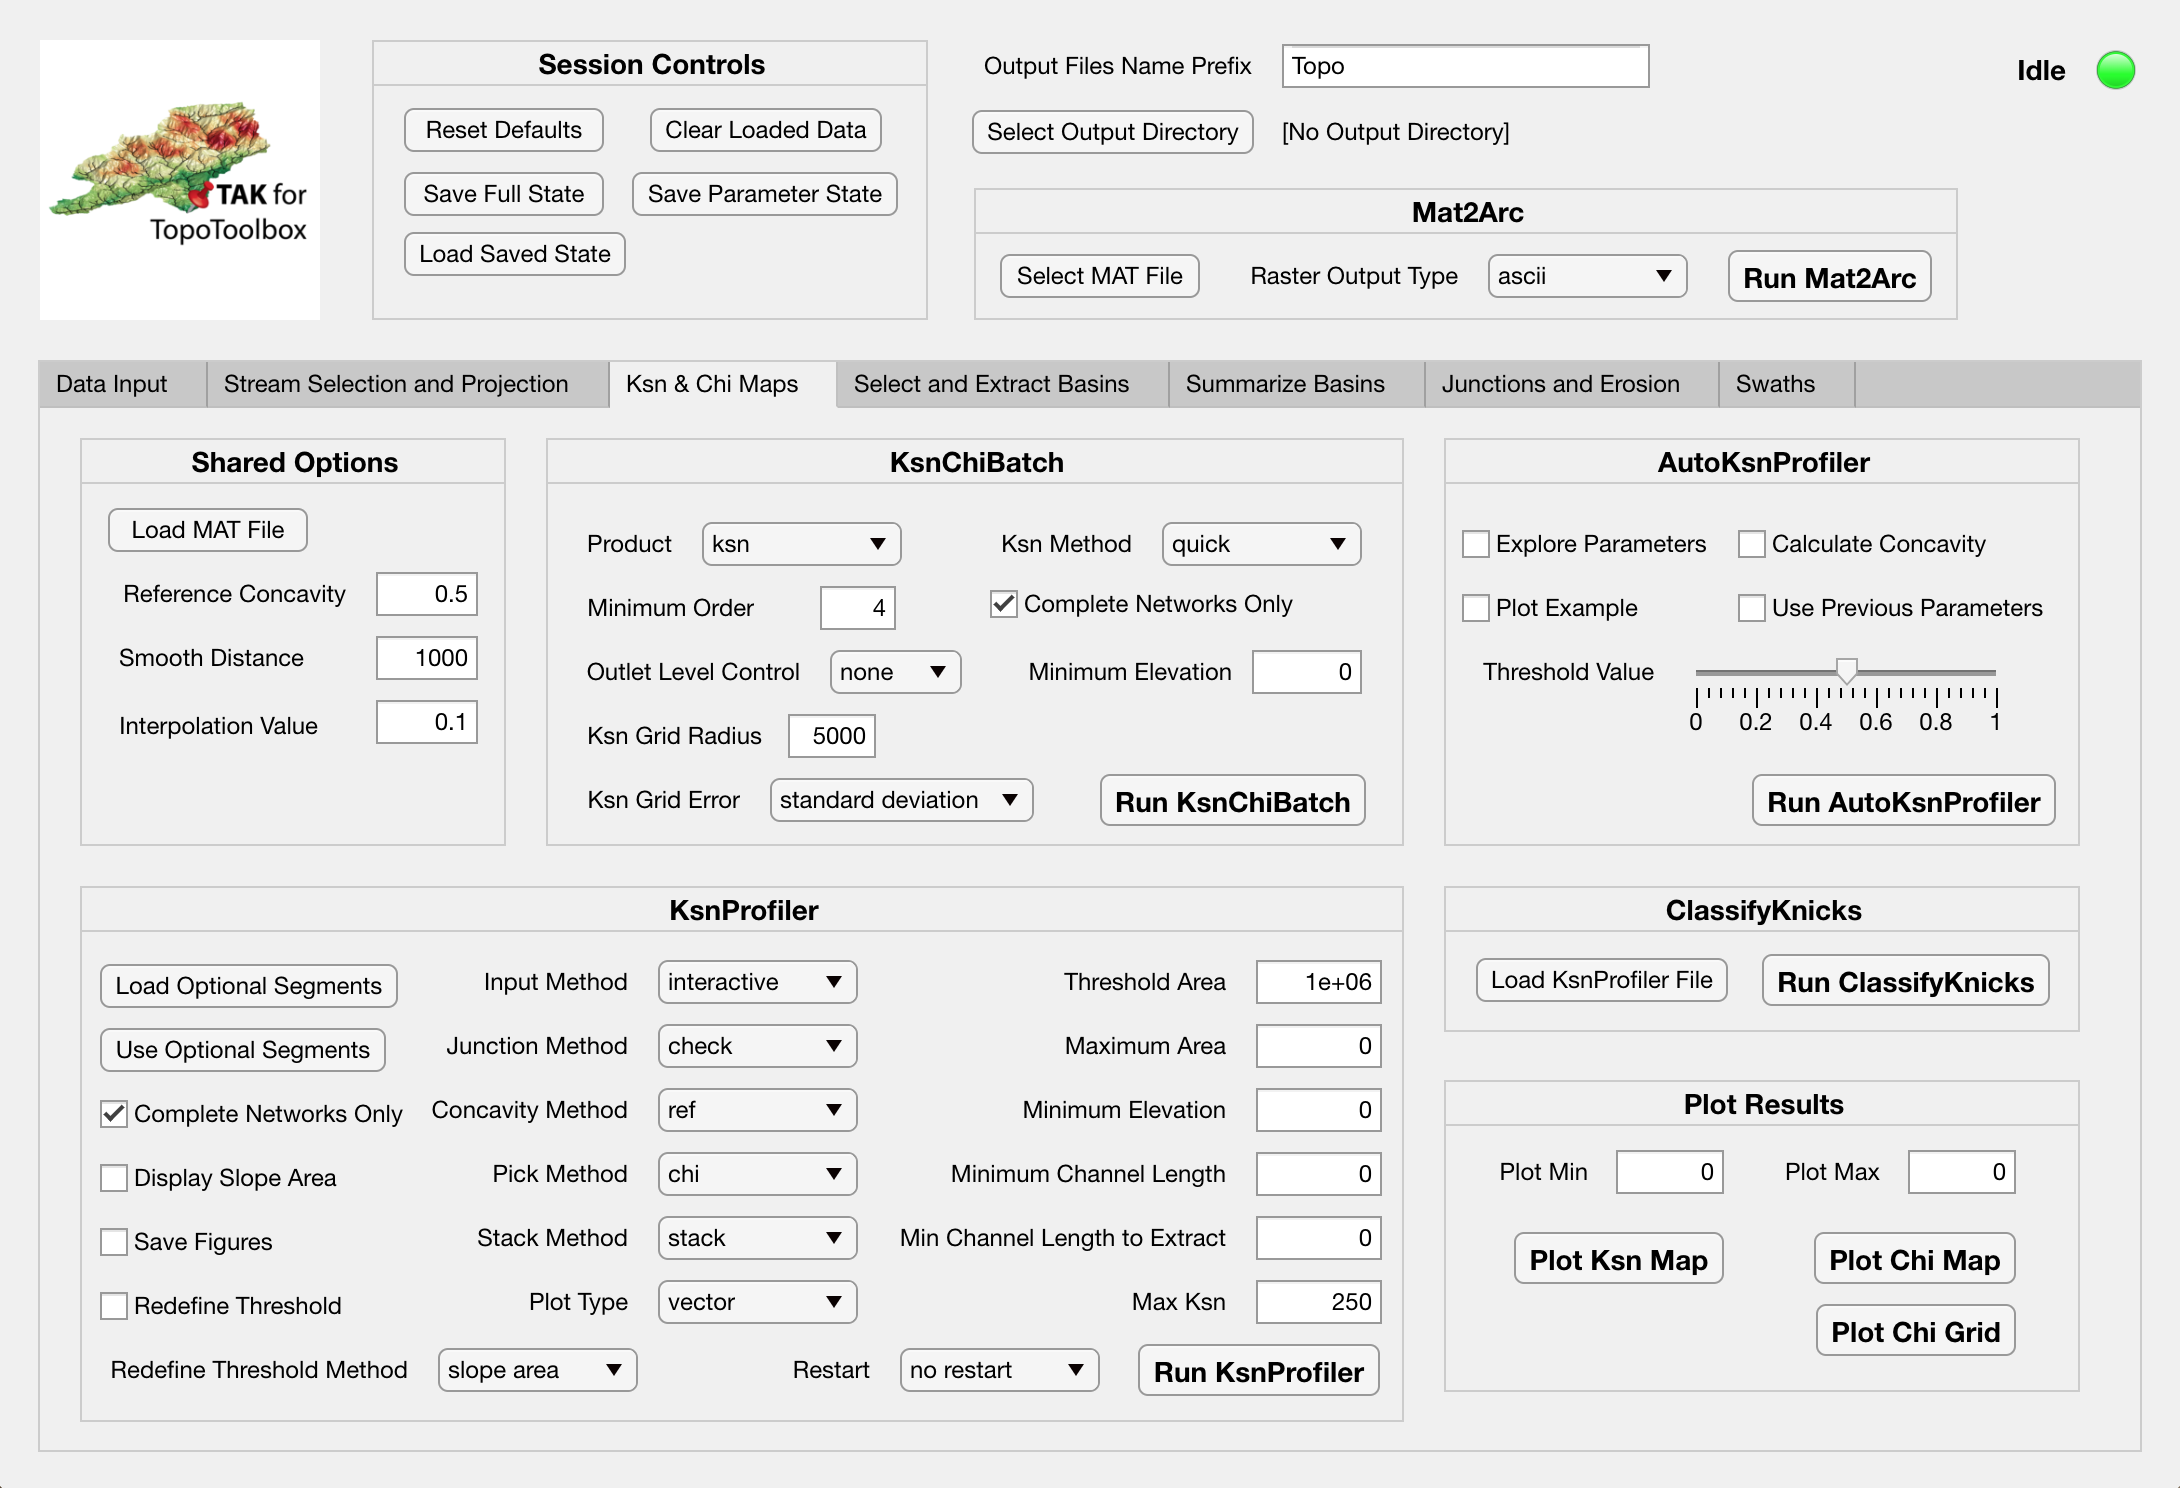 TAK for
TopoToolbox
Session Controls
Reset Defaults
Clear Loaded Data
Save Full State
Save Parameter State
Load Saved State
Output Files Name Prefix
Topo
Select Output Directory
[No Output Directory]
Idle
Mat2Arc
Select MAT File
Raster Output Type
ascii
Run Mat2Arc
Data Input
Stream Selection and Projection
Ksn & Chi Maps
Select and Extract Basins
Summarize Basins
Junctions and Erosion
Swaths
Shared Options
Load MAT File
Reference Concavity
0.5
Smooth Distance
1000
Interpolation Value
0.1
KsnChiBatch
Product
ksn
Ksn Method
quick
Minimum Order
4
Complete Networks Only
Outlet Level Control
none
Minimum Elevation
0
Ksn Grid Radius
5000
Ksn Grid Error
standard deviation
Run KsnChiBatch
AutoKsnProfiler
Explore Parameters
Calculate Concavity
Plot Example
Use Previous Parameters
Threshold Value
0 0.2 0.4 0.6 0.8 1
Run AutoKsnProfiler
KsnProfiler
Load Optional Segments
Input Method
interactive
Threshold Area
1e+06
Use Optional Segments
Junction Method
check
Maximum Area
0
Complete Networks Only
Concavity Method
ref
Minimum Elevation
0
Display Slope Area
Pick Method
chi
Minimum Channel Length
0
Save Figures
Stack Method
stack
Min Channel Length to Extract
0
Redefine Threshold
Plot Type
vector
Max Ksn
250
Redefine Threshold Method
slope area
Restart
no restart
Run KsnProfiler
ClassifyKnicks
Load KsnProfiler File
Run ClassifyKnicks
Plot Results
Plot Min
0
Plot Max
0
Plot Ksn Map
Plot Chi Map
Plot Chi Grid